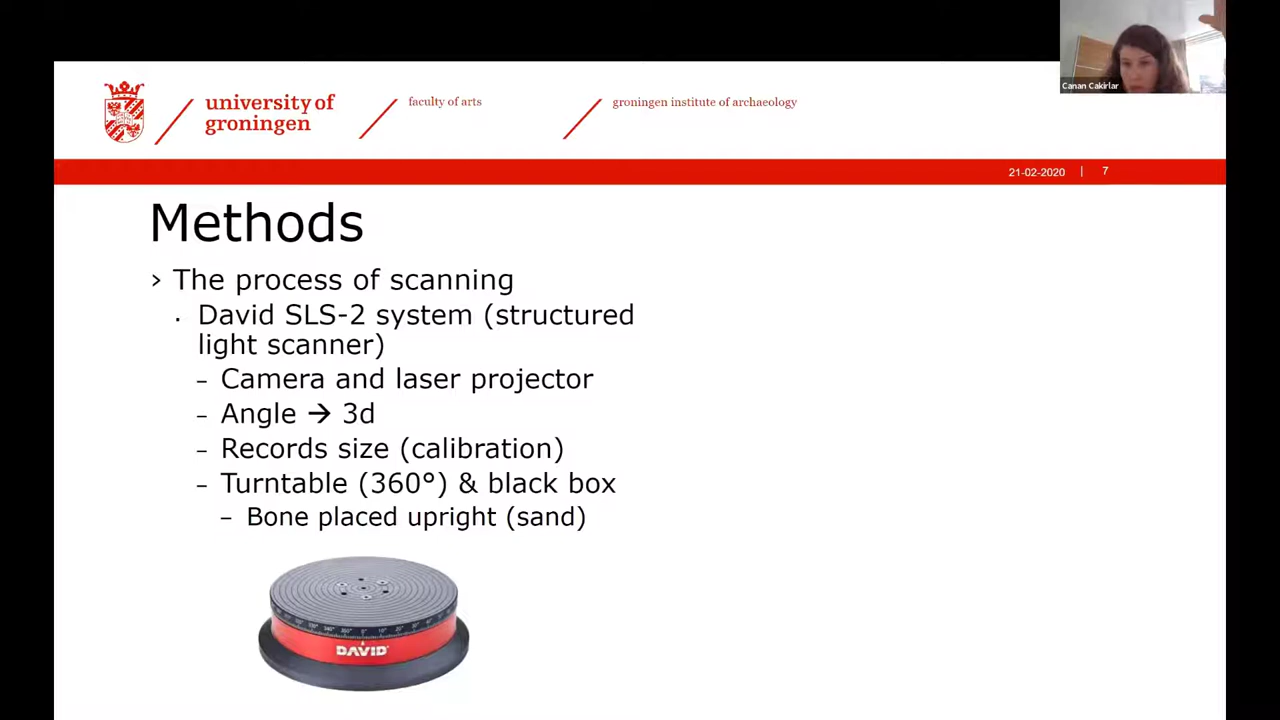 Canan Cakirlar
university of
groningen
faculty of arts
groningen institute of archaeology
21-02-2020 | 7
Methods
› The process of scanning
· David SLS-2 system (structured
light scanner)
– Camera and laser projector
– Angle → 3d
– Records size (calibration)
– Turntable (360°) & black box
– Bone placed upright (sand)
DAVID